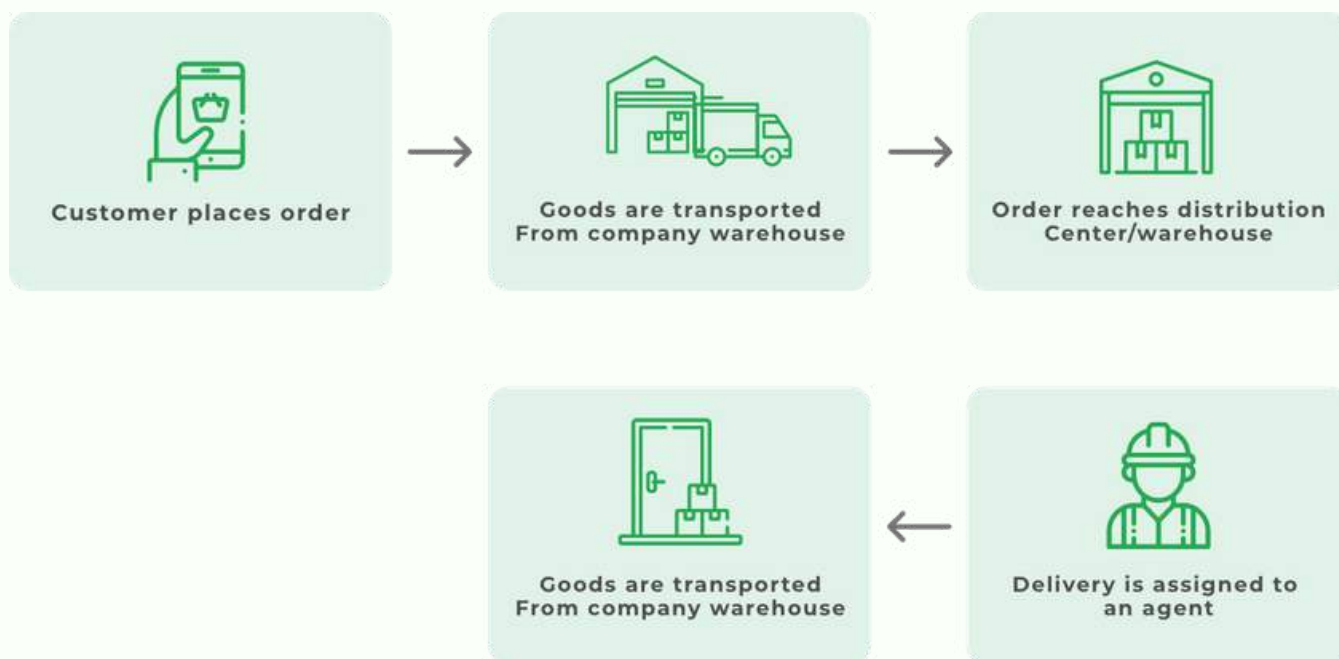 Customer places order
Goods are transported
From company warehouse
Order reaches distribution
Center/warehouse
Delivery is assigned to
an agent
Goods are transported
From company warehouse